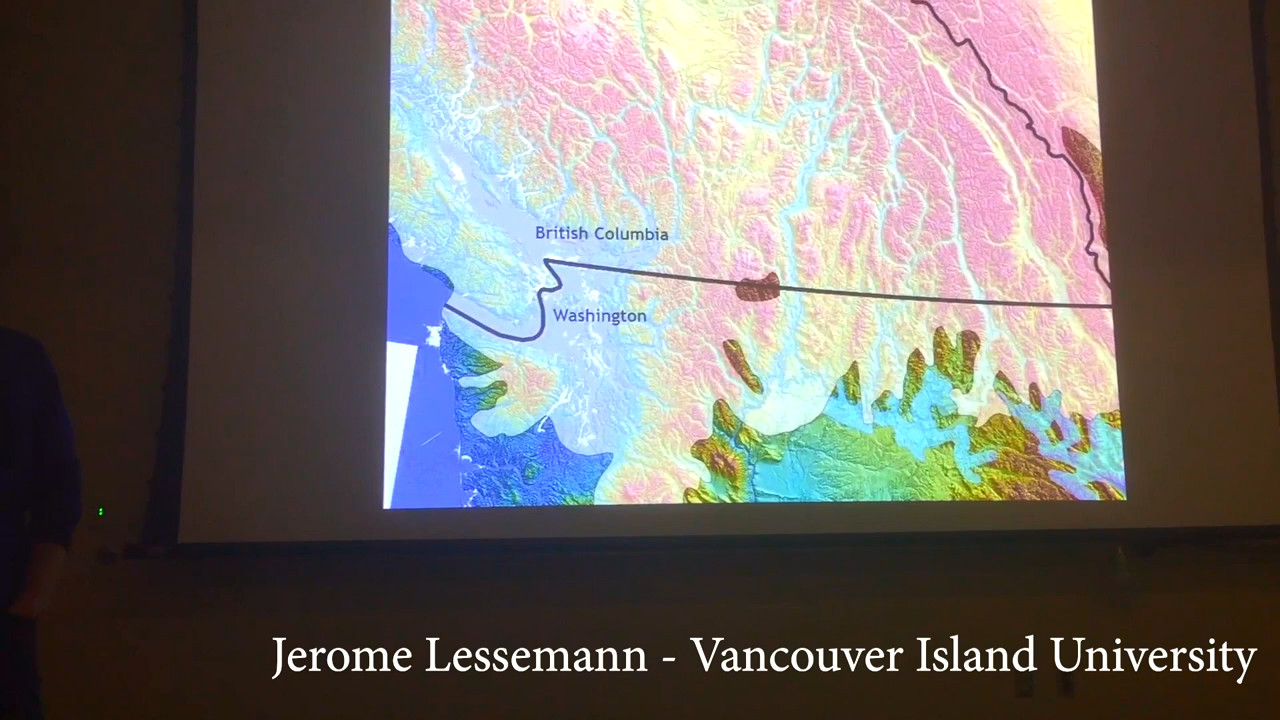 British Columbia
Washington
Jerome Lessemann - Vancouver Island University